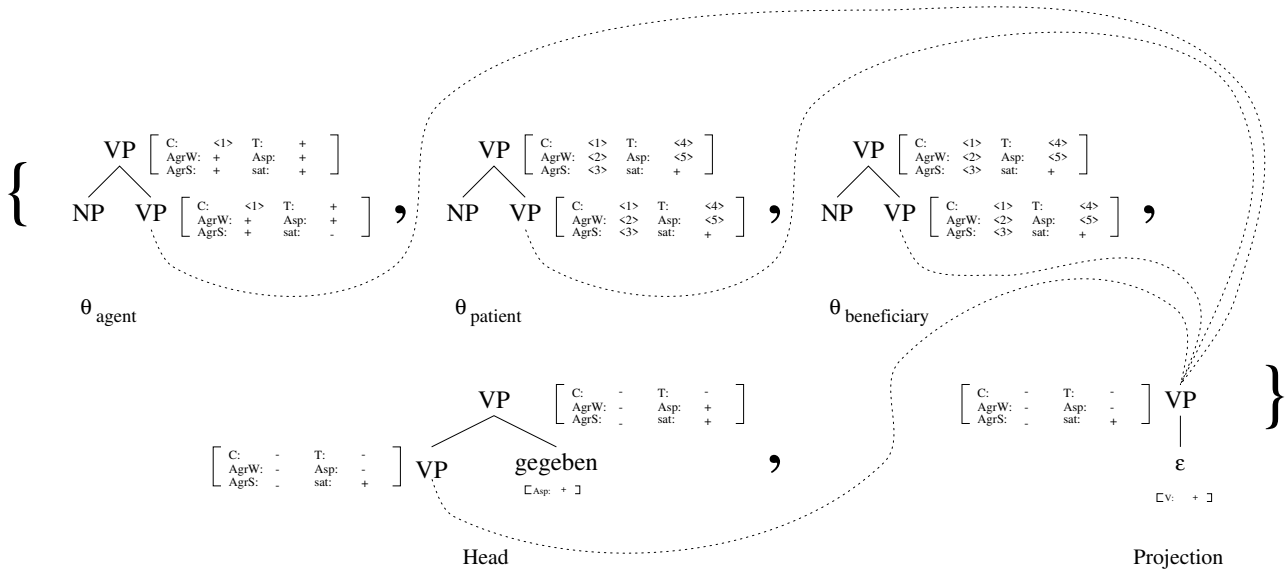 VP [ C: <1> T: + ] VP [ C: <1> T: <4> ] VP [ C: <1> T: <4> ]
AgrW: + Asp: + AgrW: <2> Asp: <5> AgrW: <2> Asp: <5>
AgrS: + sat: + AgrS: <3> sat: + AgrS: <3> sat: +
{ NP VP [ C: <1> T: + ] , NP VP [ C: <1> T: <4> ] , NP VP [ C: <1> T: <4> ] ,
AgrW: + Asp: + AgrW: <2> Asp: <5> AgrW: <2> Asp: <5>
AgrS: + sat: - AgrS: <3> sat: + AgrS: <3> sat: +
θ agent θ patient θ beneficiary
VP [ C: - T: - ] [ C: - T: - ] VP }
AgrW: - Asp: + AgrW: - Asp: -
AgrS: - sat: + AgrS: - sat: +
[ C: - T: - ] VP gegeben , ε
AgrW: - Asp: -
AgrS: - sat: +
[ Asp: + ] [ V: + ]
Head Projection